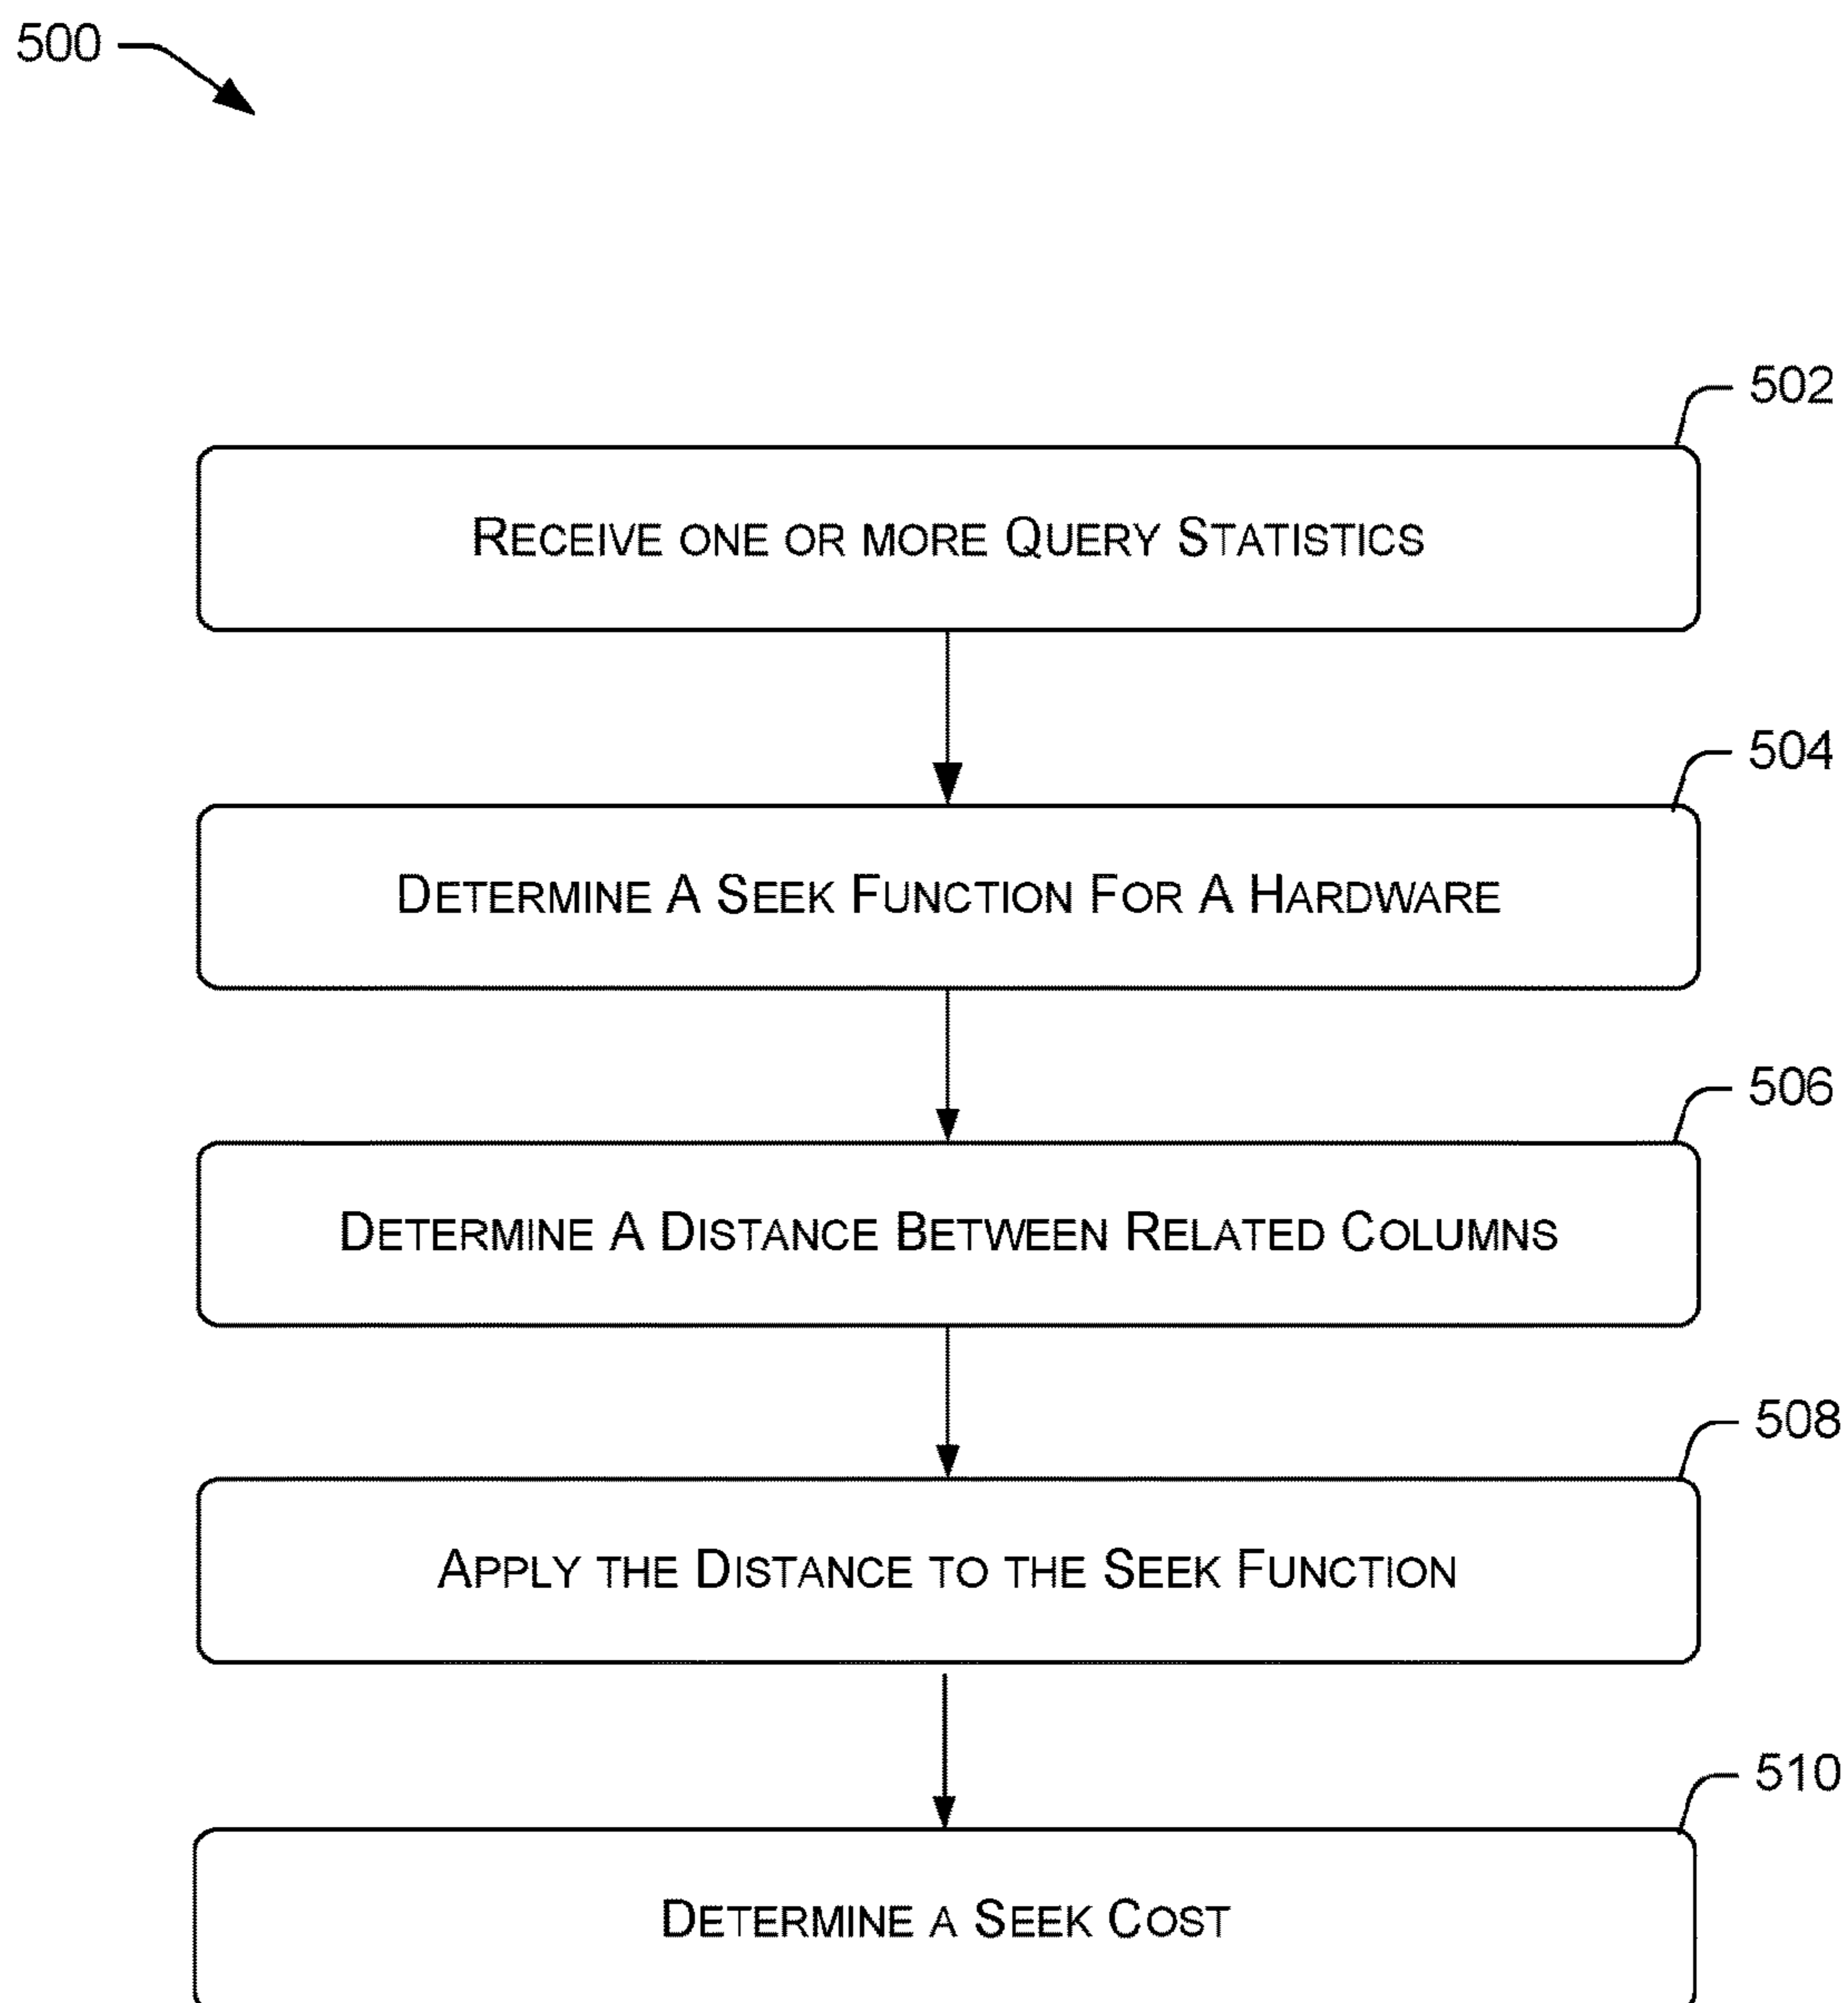 500
502
RECEIVE ONE OR MORE QUERY STATISTICS
504
DETERMINE A SEEK FUNCTION FOR A HARDWARE
506
DETERMINE A DISTANCE BETWEEN RELATED COLUMNS
508
APPLY THE DISTANCE TO THE SEEK FUNCTION
510
DETERMINE A SEEK COST